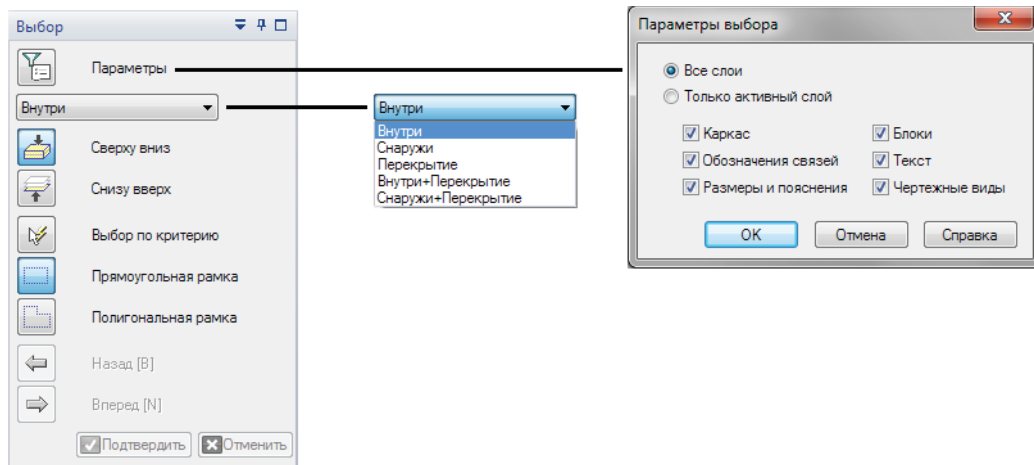 Выбор
Параметры
Внутри
Сверху вниз
Снизу вверх
Выбор по критерию
Прямоугольная рамка
Полигональная рамка
Назад [B]
Вперед [N]
Подтвердить Отменить
Внутри
Внутри
Снаружи
Перекрытие
Внутри+Перекрытие
Снаружи+Перекрытие
Параметры выбора
Все слои
Только активный слой
Каркас Блоки
Обозначения связей Текст
Размеры и пояснения Чертежные виды
OK Отмена Справка